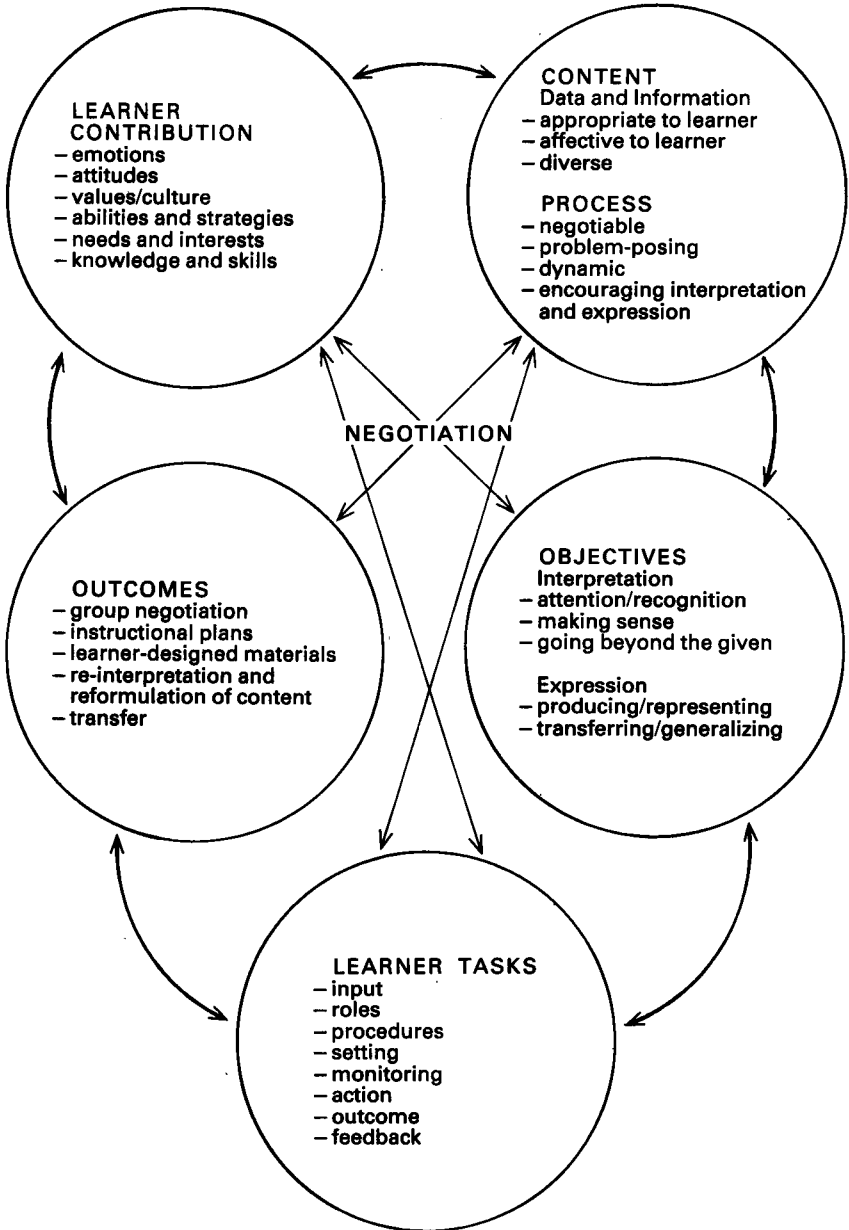 LEARNER
CONTRIBUTION
– emotions
– attitudes
– values/culture
– abilities and strategies
– needs and interests
– knowledge and skills
CONTENT
Data and Information
– appropriate to learner
– affective to learner
– diverse
PROCESS
– negotiable
– problem-posing
– dynamic
– encouraging interpretation
and expression
NEGOTIATION
OUTCOMES
– group negotiation
– instructional plans
– learner-designed materials
– re-interpretation and
reformulation of content
– transfer
OBJECTIVES
Interpretation
– attention/recognition
– making sense
– going beyond the given
Expression
– producing/representing
– transferring/generalizing
LEARNER TASKS
– input
– roles
– procedures
– setting
– monitoring
– action
– outcome
– feedback